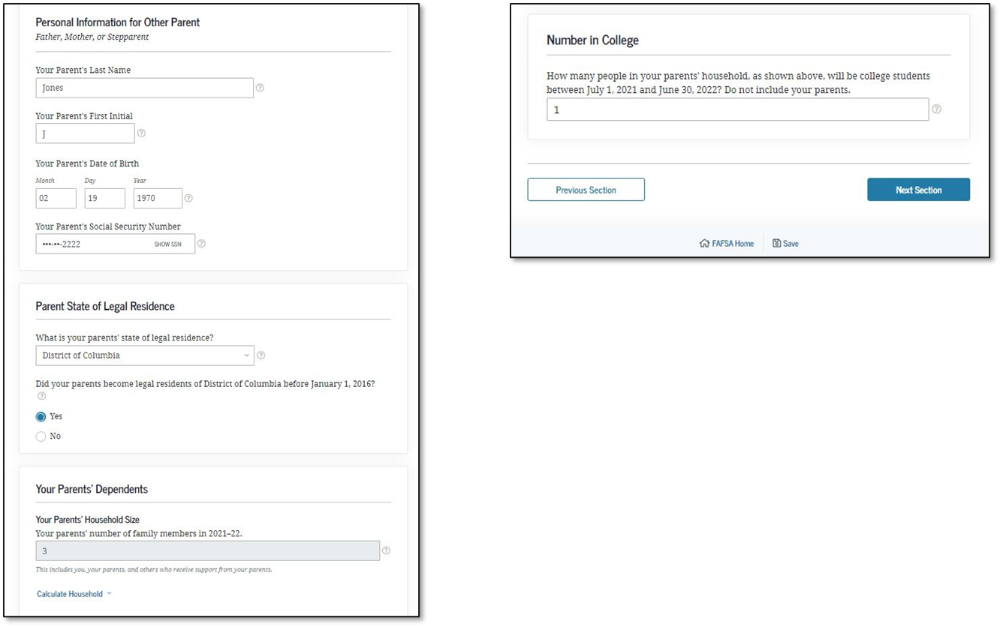 Personal Information for Other Parent
Father, Mother, or Stepparent
Your Parent's Last Name
Jones
Your Parent's First Initial
J
Your Parent's Date of Birth
Month Day Year
02 19 1970
Your Parent's Social Security Number
•••-••-2222 SHOW SSN
Parent State of Legal Residence
What is your parents' state of legal residence?
District of Columbia
Did your parents become legal residents of District of Columbia before January 1, 2016?
Yes
No
Your Parents' Dependents
Your Parents' Household Size
Your parents' number of family members in 2021–22.
3
This includes you, your parents, and others who receive support from your parents.
Calculate Household
Number in College
How many people in your parents' household, as shown above, will be college students
between July 1, 2021 and June 30, 2022? Do not include your parents.
1
Previous Section Next Section
FAFSA Home Save